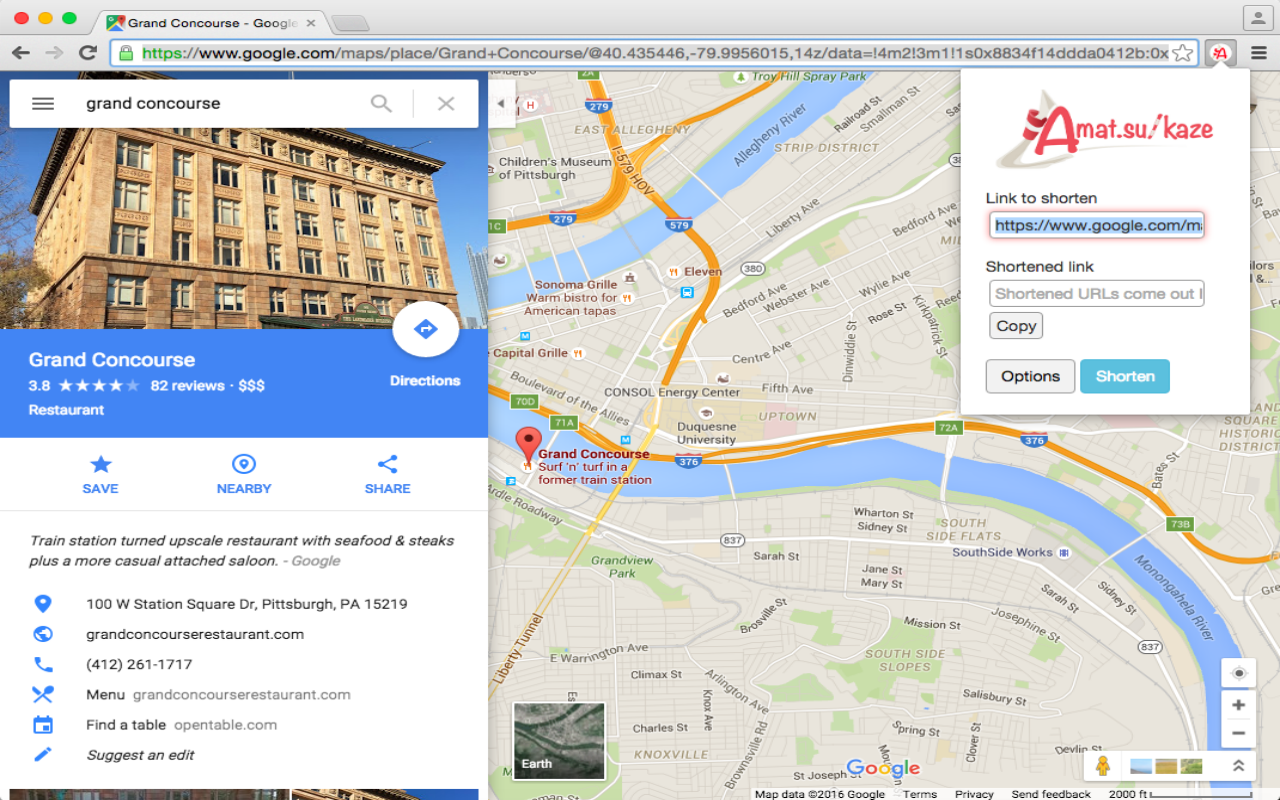 Grand Concourse - Google
https://www.google.com/maps/place/Grand+Concourse/@40.435446,-79.9956015,14z/data=!4m2!3m1!1s0x8834f14ddda0412b:0x
grand concourse
Grand Concourse
3.8 82 reviews · $$$
Restaurant
Directions
SAVE
NEARBY
SHARE
Train station turned upscale restaurant with seafood & steaks
plus a more casual attached saloon. - Google
100 W Station Square Dr, Pittsburgh, PA 15219
grandconcourserestaurant.com
(412) 261-1717
Menu grandconcourserestaurant.com
Find a table opentable.com
Suggest an edit
2A
Troy Hill Spray Park
H
279
EAST ALLEGHENY
I-579 HOV
Allegheny River
Railroad St
Smallman St
STRIP DISTRICT
Children's Museum
of Pittsburgh
279
1C
579
Liberty Ave
Bedford Ave
380
Eleven
Sonoma Grille
Warm bistro for
American tapas
Bedford Ave
Webster Ave
Wylie Ave
Rose St
Kirkpatrick St
Capital Grille
Centre Ave
Dinwiddie St
Boulevard of the Allies
CONSOL Energy Center
Fifth Ave
70D
71A
UPTOWN
Duquesne
University
72A
376
376
Grand Concourse
Surf 'n' turf in a
former train station
Bates St
73B
Ardle Roadway
Wharton St
Sidney St
SOUTH
SIDE FLATS
837
Sarah St
SouthSide Works
Grandview
Park
Jane St
Mary St
Monongahela River
Sarah St
Sidney St
Brosville St
Josephine St
Mission St
837
Liberty Tunnel
E Warrington Ave
SOUTH SIDE
SLOPES
Climax St
Arlington Ave
Salisbury St
Knox Ave
Charles St
Spring St
Clover St
KNOXVILLE
Brownsville Rd
Devlin St
St Joseph St
Earth
Google
Map data ©2016 Google Terms Privacy Send feedback 2000 ft
Amat.su/kaze
Link to shorten
https://www.google.com/m
Shortened link
Shortened URLs come out
Copy
Options
Shorten